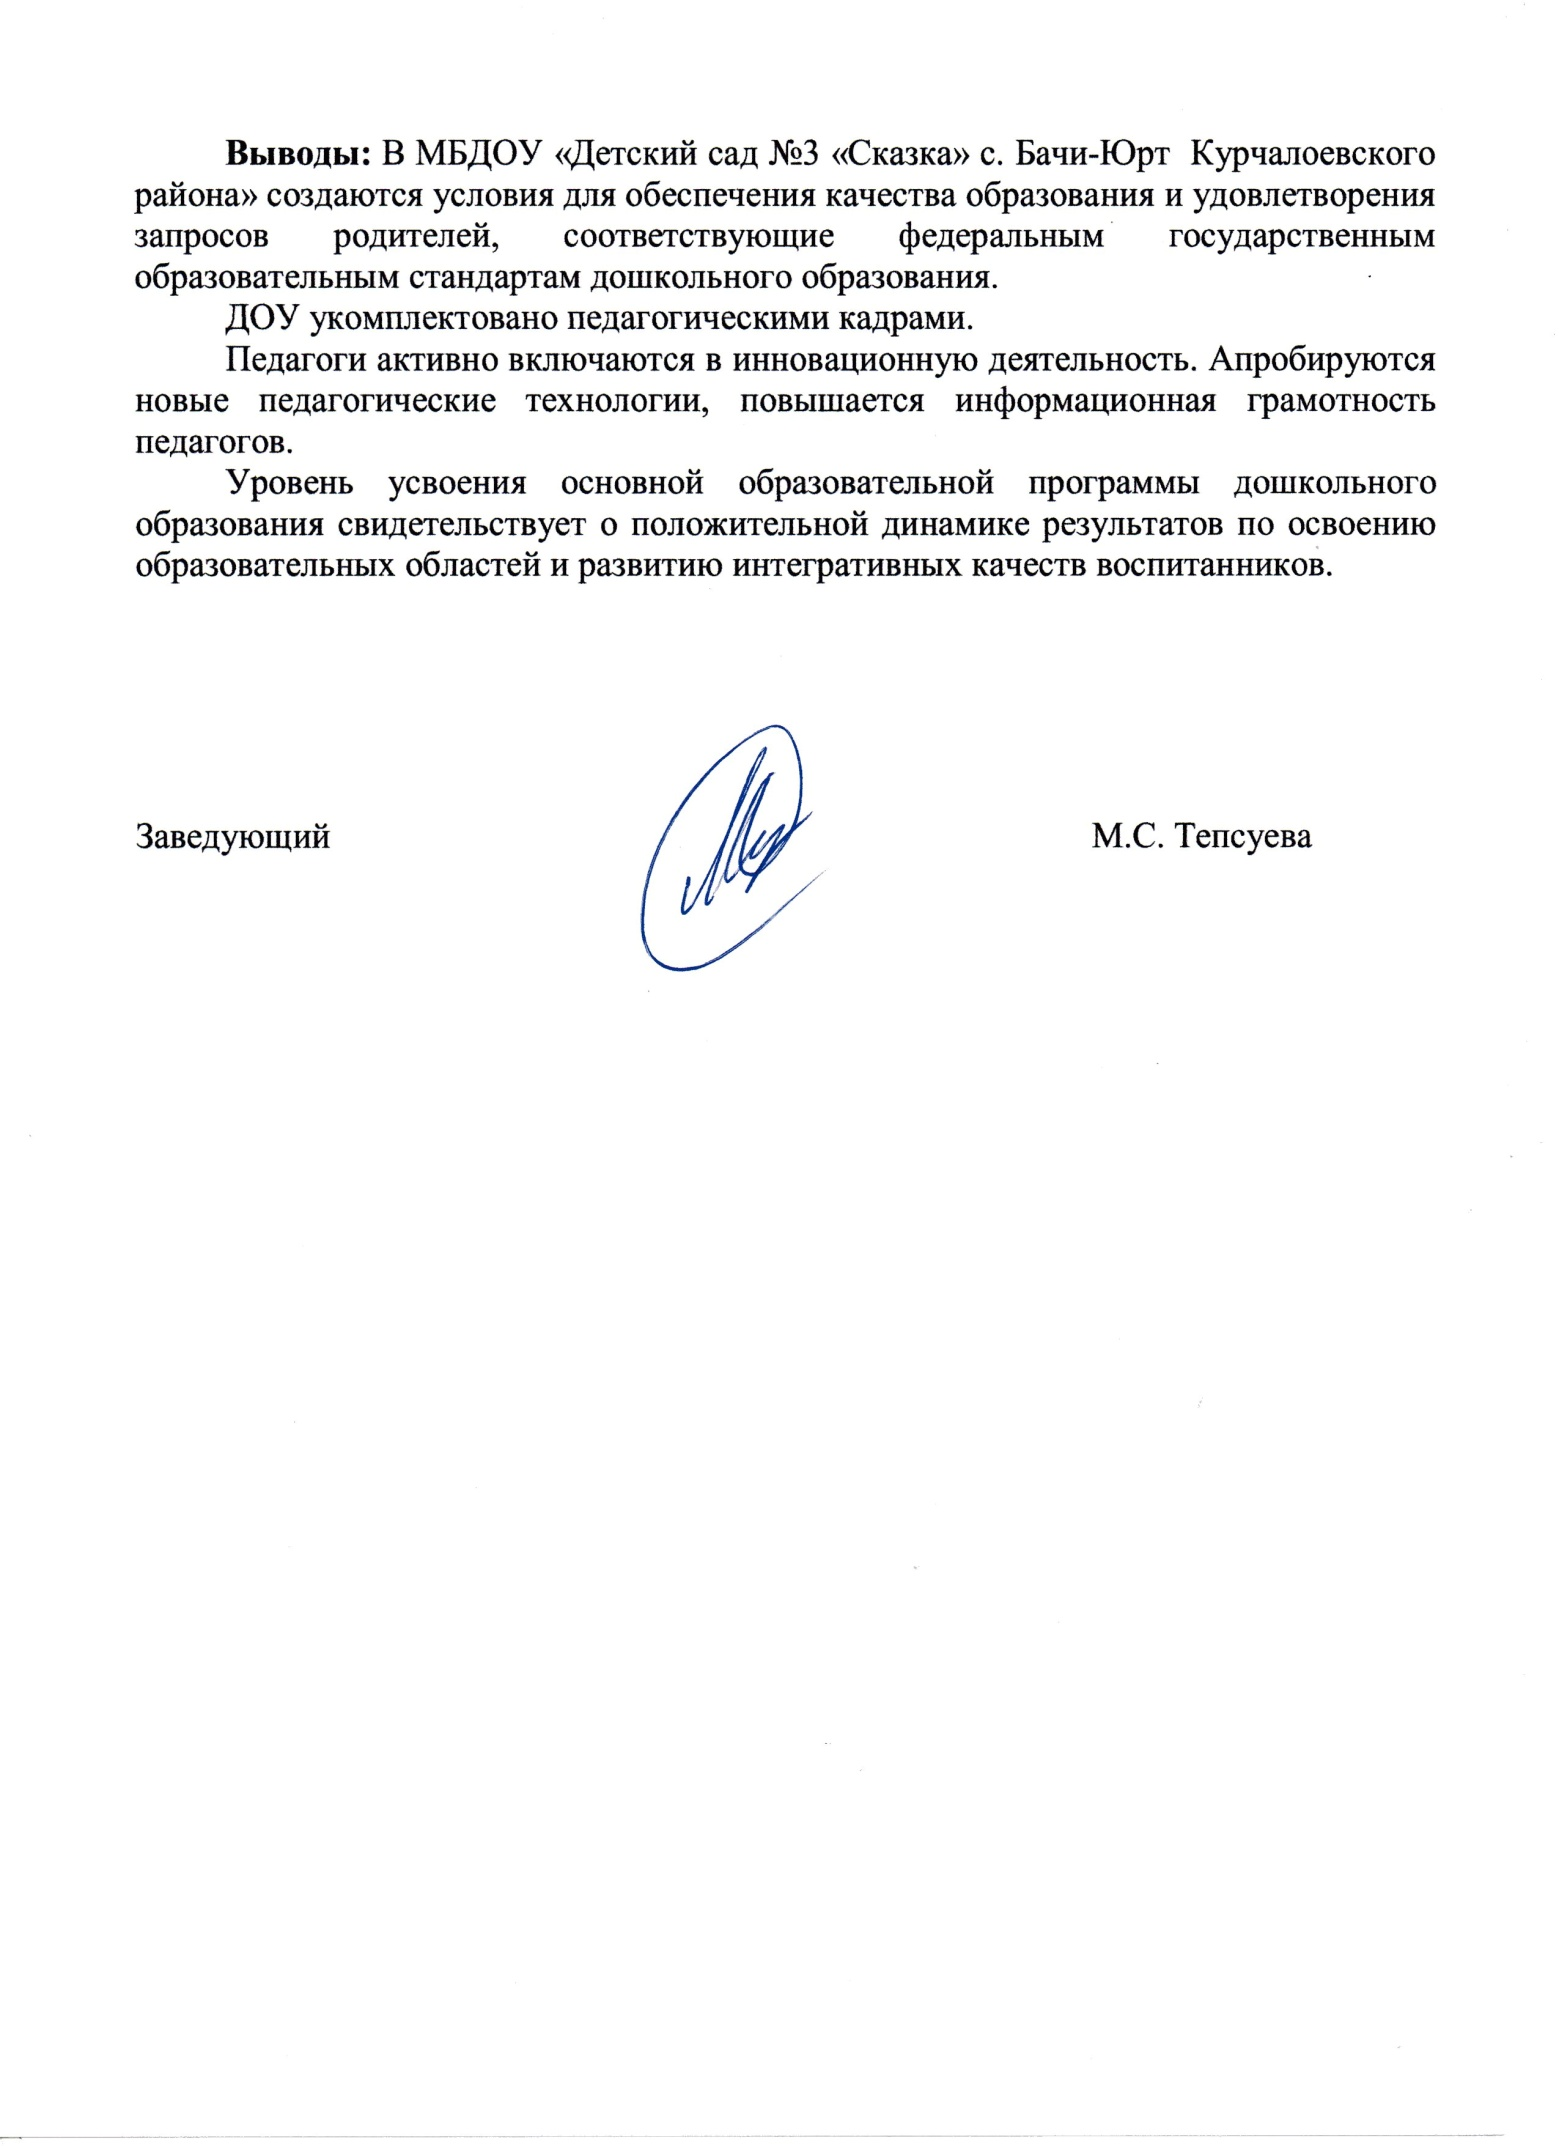 Выводы: В МБДОУ «Детский сад №3 «Сказка» с. Бачи-Юрт Курчалоевского
района» создаются условия для обеспечения качества образования и удовлетворения
запросов родителей, соответствующие федеральным государственным
образовательным стандартам дошкольного образования.
ДОУ укомплектовано педагогическими кадрами.
Педагоги активно включаются в инновационную деятельность. Апробируются
новые педагогические технологии, повышается информационная грамотность
педагогов.
Уровень усвоения основной образовательной программы дошкольного
образования свидетельствует о положительной динамике результатов по освоению
образовательных областей и развитию интегративных качеств воспитанников.
Заведующий М.С. Тепсуева